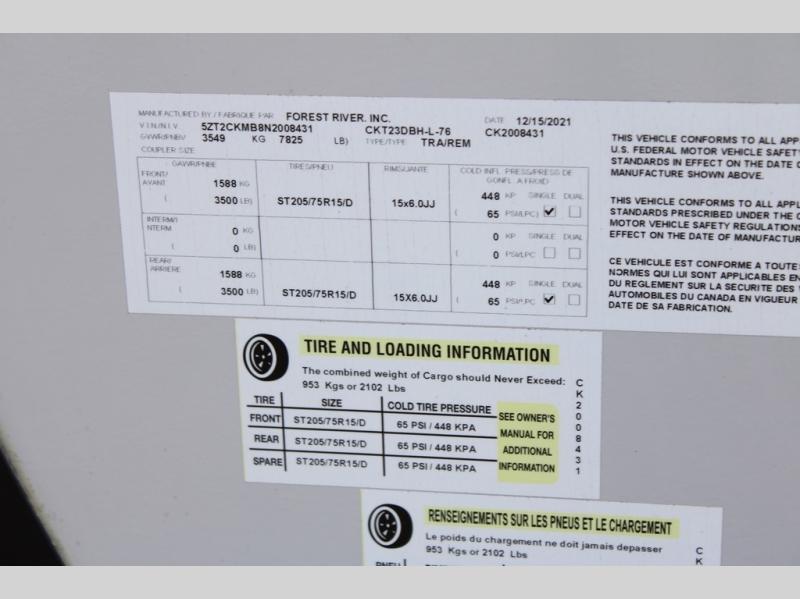 MANUFACTURED BY / FABRIQUE PAR FOREST RIVER, INC. DATE 12/15/2021
V.I.N./N.I.V. 5ZT2CKMB8N2008431 CKT23DBH-L-76 CK2008431
GVWR/PNBV 3549 KG 7825 LB) TYPE/TYPE TRA/REM
COUPLER SIZE
GAWR/PNBE TIRES/PNEU RIMS/JANTE COLD INFL. PRESS/PRESS DE GONFL. A FROID
FRONT/ AVANT 1588 KG 448 KP SINGLE DUAL
( 3500 LB) ST205/75R15/D 15x6.0JJ ( 65 PSI/LPC)
INTERM/I NTERM 0 KG 0 KP SINGLE DUAL
( 0 LB) ( 0 PSI/LPC)
REAR/ ARRIERE 1588 KG 448 KP SINGLE DUAL
( 3500 LB) ST205/75R15/D 15X6.0JJ ( 65 PSI/LPC
THIS VEHICLE CONFORMS TO ALL APP
U.S. FEDERAL MOTOR VEHICLE SAFETY
STANDARDS IN EFFECT ON THE DATE O
MANUFACTURE SHOWN ABOVE.
THIS VEHICLE CONFORMS TO ALL APPL
STANDARDS PRESCRIBED UNDER THE C
MOTOR VEHICLE SAFETY REGULATIONS
EFFECT ON THE DATE OF MANUFACTUR
CE VEHICULE EST CONFORME A TOUTE
NORMES QUI LUI SONT APPLICABLES EN
DU REGLEMENT SUR LA SECURITE DES
AUTOMOBILES DU CANADA EN VIGUEUR
DATE DE SA FABRICATION.
TIRE AND LOADING INFORMATION
The combined weight of Cargo should Never Exceed:
953 Kgs or 2102 Lbs
TIRE SIZE COLD TIRE PRESSURE
FRONT ST205/75R15/D 65 PSI / 448 KPA
REAR ST205/75R15/D 65 PSI / 448 KPA
SPARE ST205/75R15/D 65 PSI / 448 KPA
SEE OWNER'S
MANUAL FOR
ADDITIONAL
INFORMATION
CK2008431
RENSEIGNEMENTS SUR LES PNEUS ET LE CHARGEMENT
Le poids du chargement ne doit jamais depasser
953 Kgs or 2102 Lbs
CK
PNEU